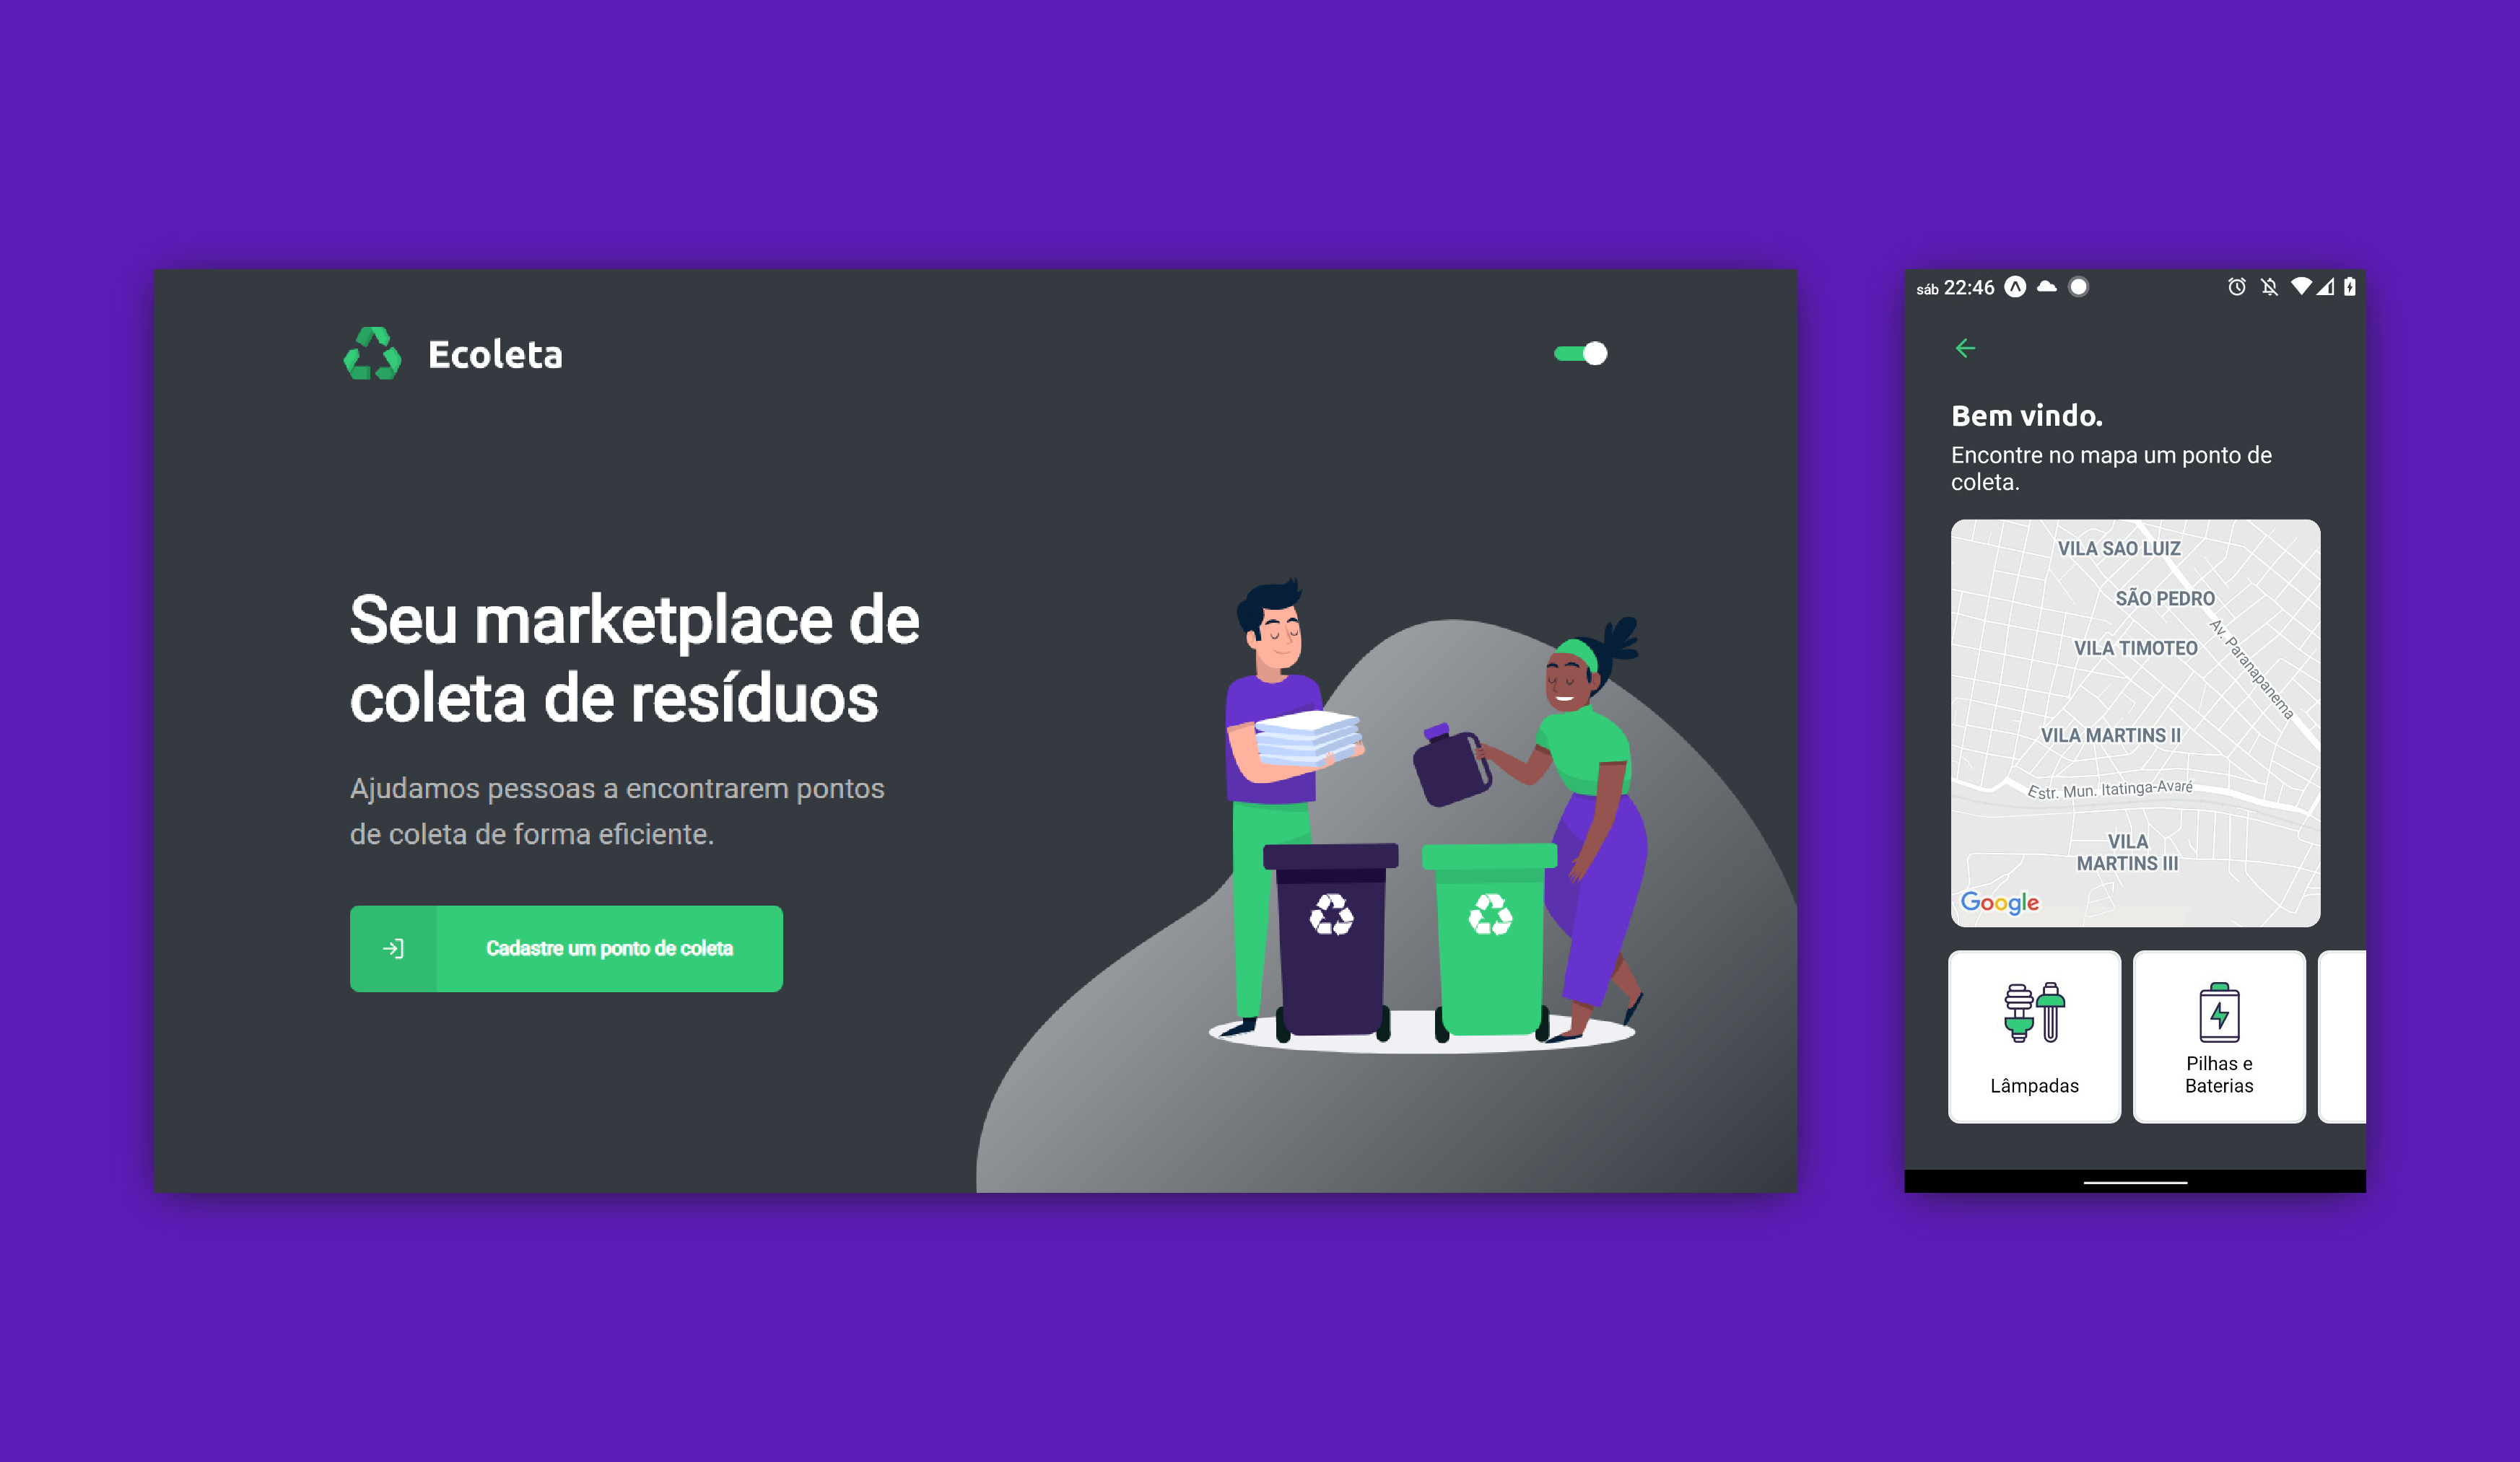 Ecoleta
Seu marketplace de
coleta de resíduos
Ajudamos pessoas a encontrarem pontos
de coleta de forma eficiente.
Cadastre um ponto de coleta
sáb 22:46
Bem vindo.
Encontre no mapa um ponto de
coleta.
VILA SAO LUIZ
SÃO PEDRO
Av. Paranapanema
VILA TIMOTEO
VILA MARTINS II
Estr. Mun. Itatinga-Avaré
VILA
MARTINS III
Google
Lâmpadas
Pilhas e
Baterias